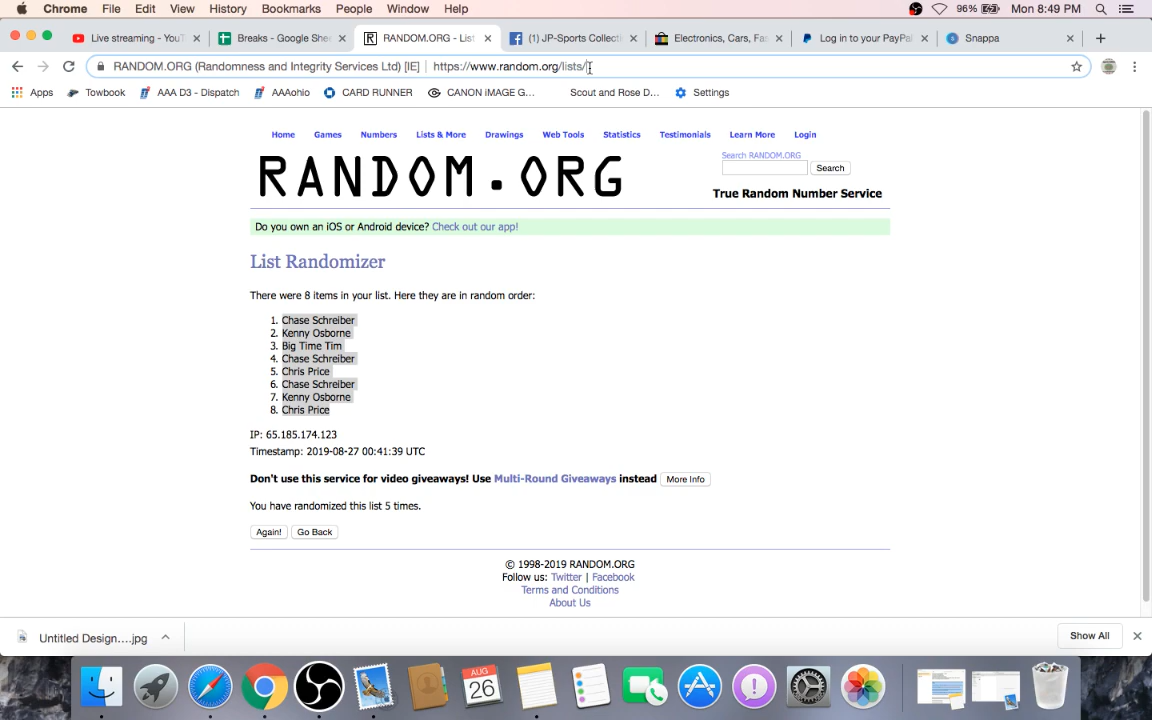 Chrome File Edit View History Bookmarks People Window Help 96% Mon 8:49 PM
Live streaming - YouT Breaks - Google Shee RANDOM.ORG - List (1) JP-Sports Collecti Electronics, Cars, Fas Log in to your PayPal Snappa
RANDOM.ORG (Randomness and Integrity Services Ltd) [IE] | https://www.random.org/lists/
Apps Towbook AAA D3 - Dispatch AAAohio CARD RUNNER CANON iMAGE G... Scout and Rose D... Settings
Home Games Numbers Lists & More Drawings Web Tools Statistics Testimonials Learn More Login
RANDOM.ORG
Search RANDOM.ORG
Search
True Random Number Service
Do you own an iOS or Android device? Check out our app!
List Randomizer
There were 8 items in your list. Here they are in random order:
1. Chase Schreiber
2. Kenny Osborne
3. Big Time Tim
4. Chase Schreiber
5. Chris Price
6. Chase Schreiber
7. Kenny Osborne
8. Chris Price
IP: 65.185.174.123
Timestamp: 2019-08-27 00:41:39 UTC
Don't use this service for video giveaways! Use Multi-Round Giveaways instead More Info
You have randomized this list 5 times.
Again! Go Back
© 1998-2019 RANDOM.ORG
Follow us: Twitter | Facebook
Terms and Conditions
About Us
Untitled Design....jpg Show All
AUG
26